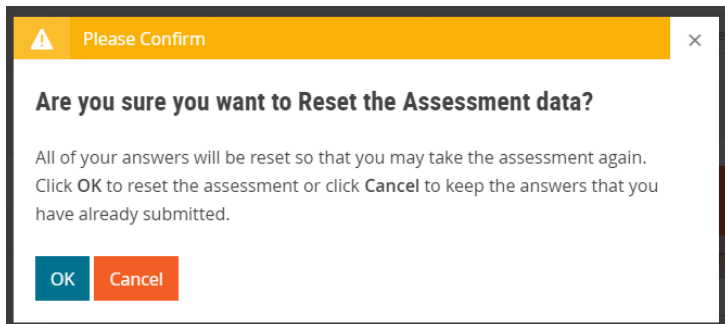 Please Confirm
Are you sure you want to Reset the Assessment data?
All of your answers will be reset so that you may take the assessment again.
Click OK to reset the assessment or click Cancel to keep the answers that you
have already submitted.
OK
Cancel